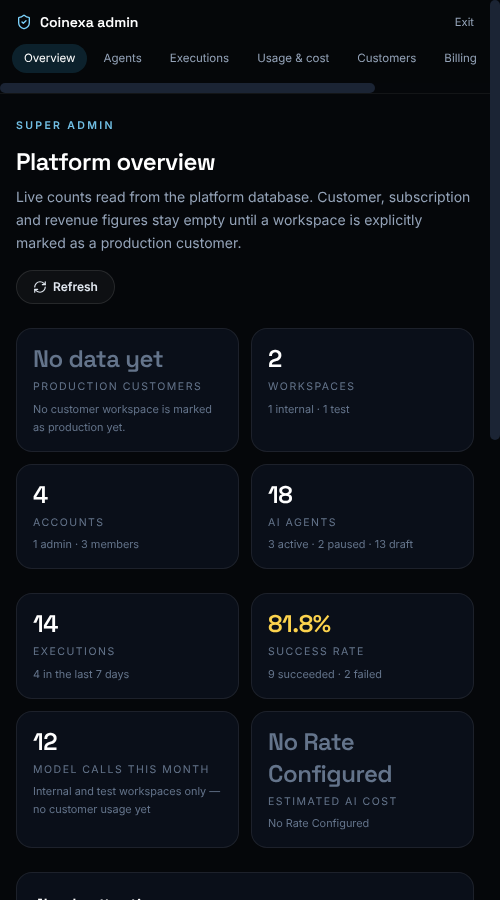 Coinexa admin
Exit
Overview
Agents
Executions
Usage & cost
Customers
Billing
SUPER ADMIN
Platform overview
Live counts read from the platform database. Customer, subscription
and revenue figures stay empty until a workspace is explicitly
marked as a production customer.
Refresh
No data yet
PRODUCTION CUSTOMERS
No customer workspace is marked
as production yet.
2
WORKSPACES
1 internal · 1 test
4
ACCOUNTS
1 admin · 3 members
18
AI AGENTS
3 active · 2 paused · 13 draft
14
EXECUTIONS
4 in the last 7 days
81.8%
SUCCESS RATE
9 succeeded · 2 failed
12
MODEL CALLS THIS MONTH
Internal and test workspaces only —
no customer usage yet
No Rate
Configured
ESTIMATED AI COST
No Rate Configured